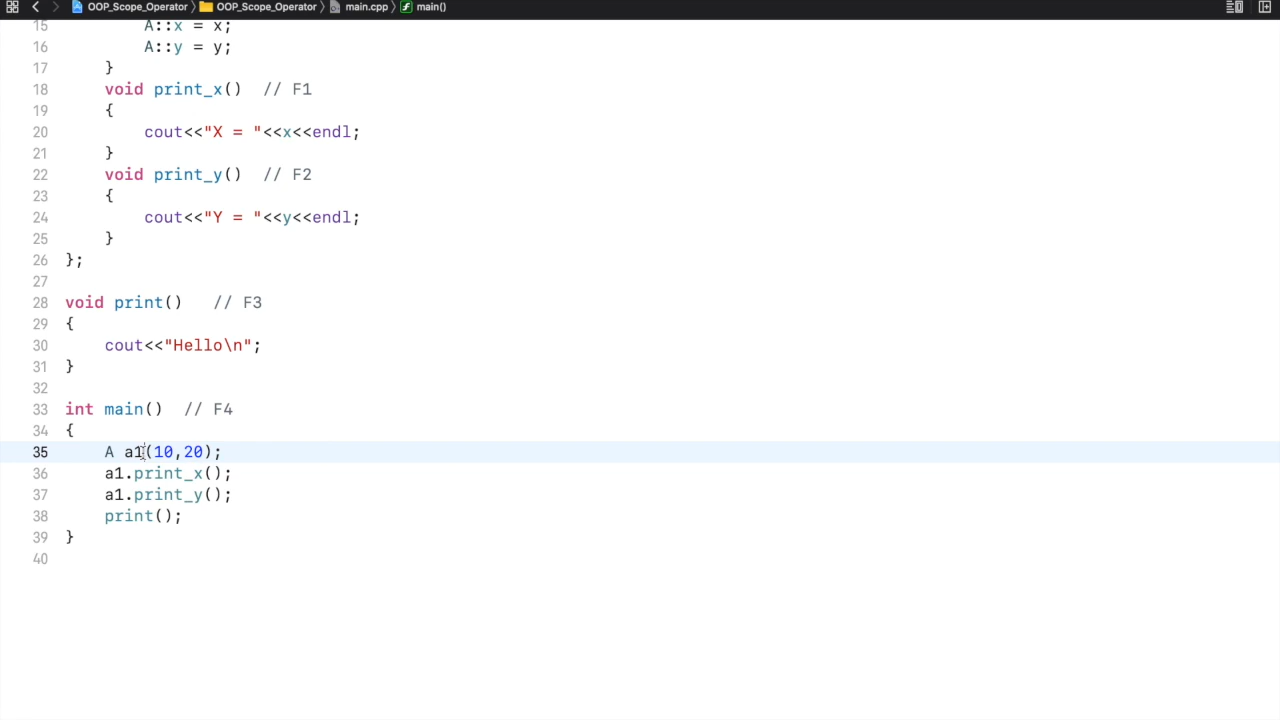 OOP_Scope_Operator OOP_Scope_Operator main.cpp main()
15 A::x = x;
16 A::y = y;
17 }
18 void print_x() // F1
19 {
20 cout<<"X = "<<x<<endl;
21 }
22 void print_y() // F2
23 {
24 cout<<"Y = "<<y<<endl;
25 }
26 };
27
28 void print() // F3
29 {
30 cout<<"Hello\n";
31 }
32
33 int main() // F4
34 {
35 A a1(10,20);
36 a1.print_x();
37 a1.print_y();
38 print();
39 }
40